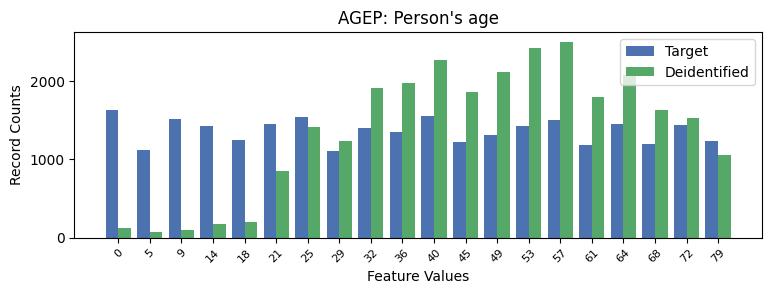 AGEP: Person's age
Target
Deidentified
Record Counts
2000
1000
0
0 5 9 14 18 21 25 29 32 36 40 45 49 53 57 61 64 68 72 79
Feature Values